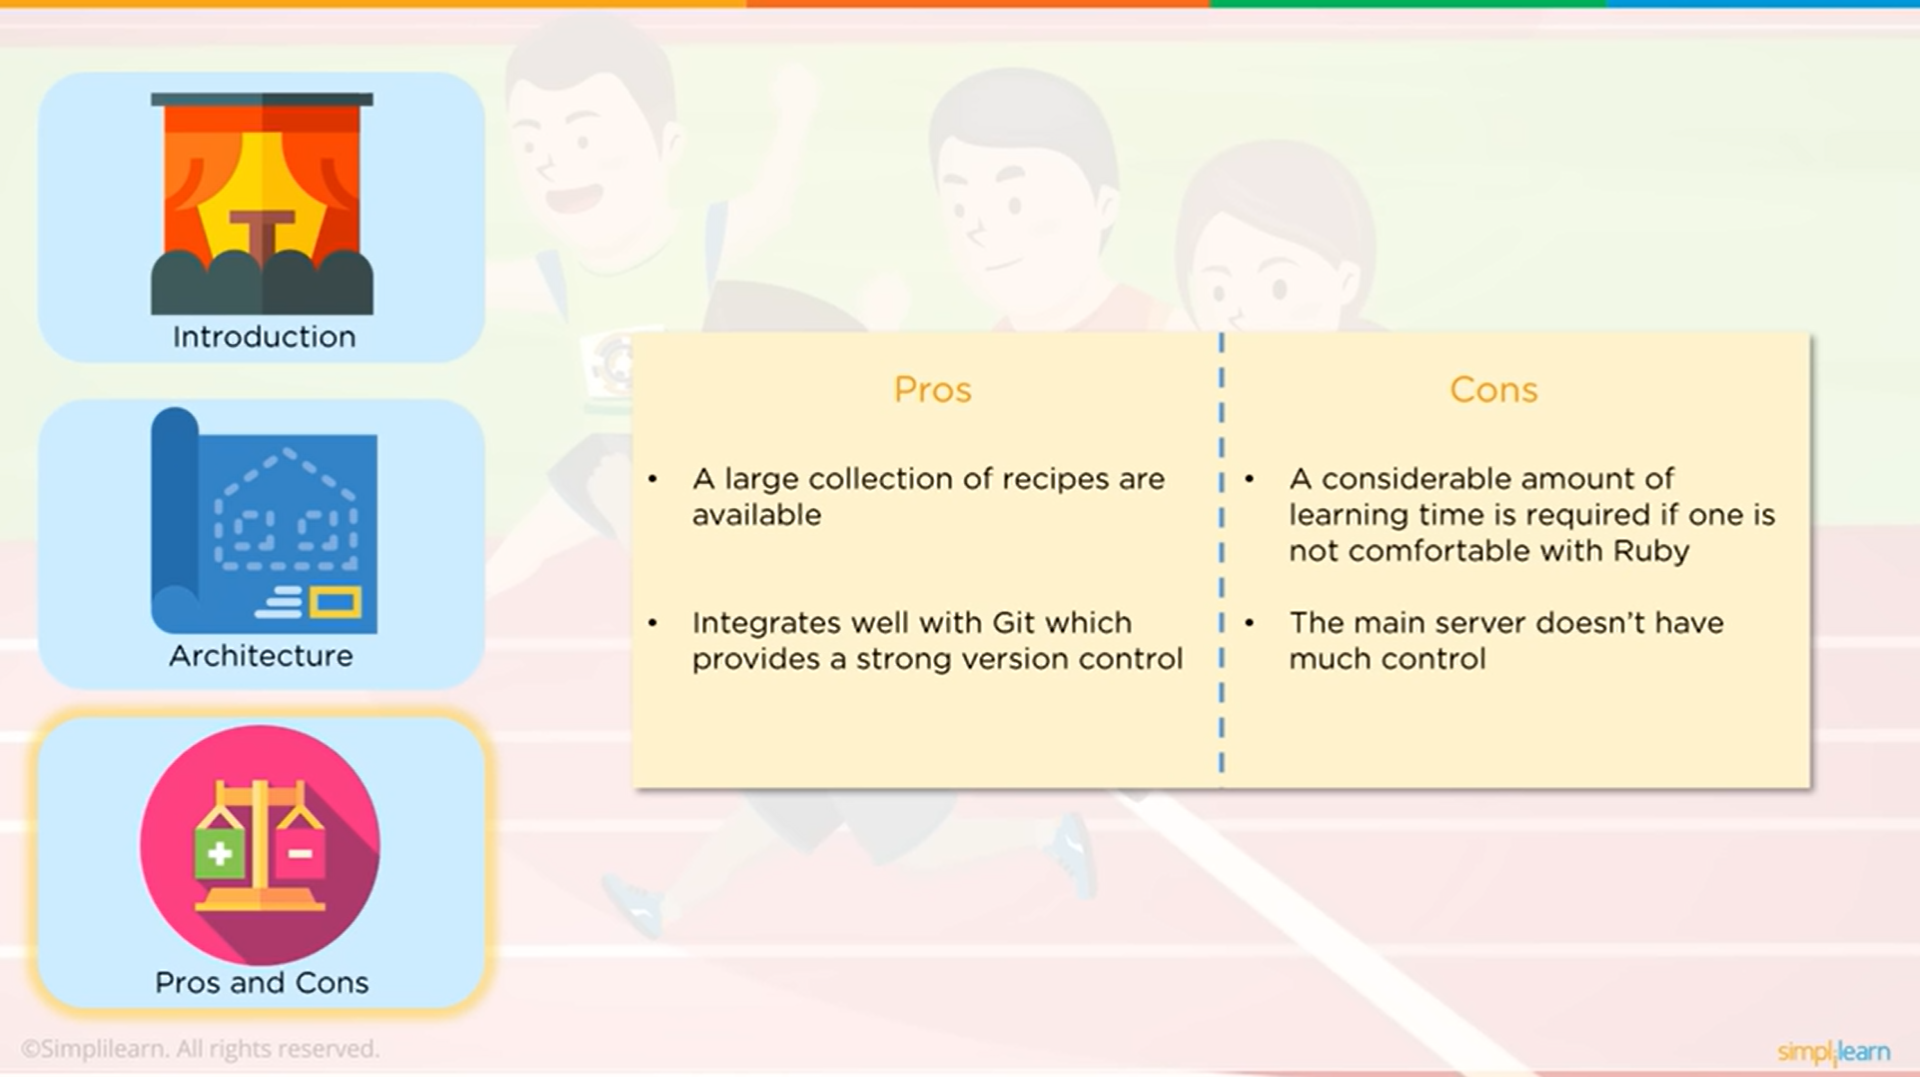 Introduction
Architecture
Pros and Cons
Pros
• A large collection of recipes are
available
• Integrates well with Git which
provides a strong version control
Cons
• A considerable amount of
learning time is required if one is
not comfortable with Ruby
• The main server doesn’t have
much control
©Simplilearn. All rights reserved.
simplilearn